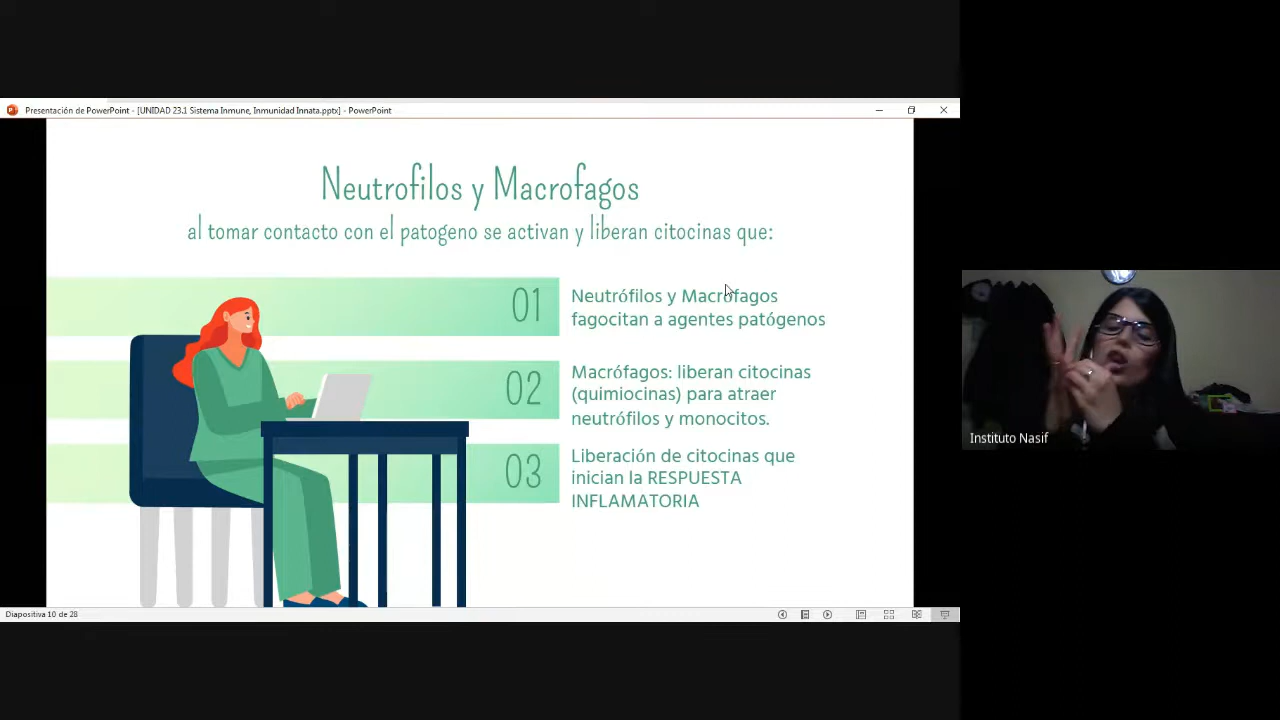 Presentación de PowerPoint - [UNIDAD 23.1 Sistema Inmune, Inmunidad Innata.pptx] - PowerPoint
Neutrofilos y Macrofagos
al tomar contacto con el patogeno se activan y liberan citocinas que:
01
Neutrófilos y Macrófagos
fagocitan a agentes patógenos
02
Macrófagos: liberan citocinas
(quimiocinas) para atraer
neutrófilos y monocitos.
03
Liberación de citocinas que
inician la RESPUESTA
INFLAMATORIA
Instituto Nasif
Diapositiva 10 de 28